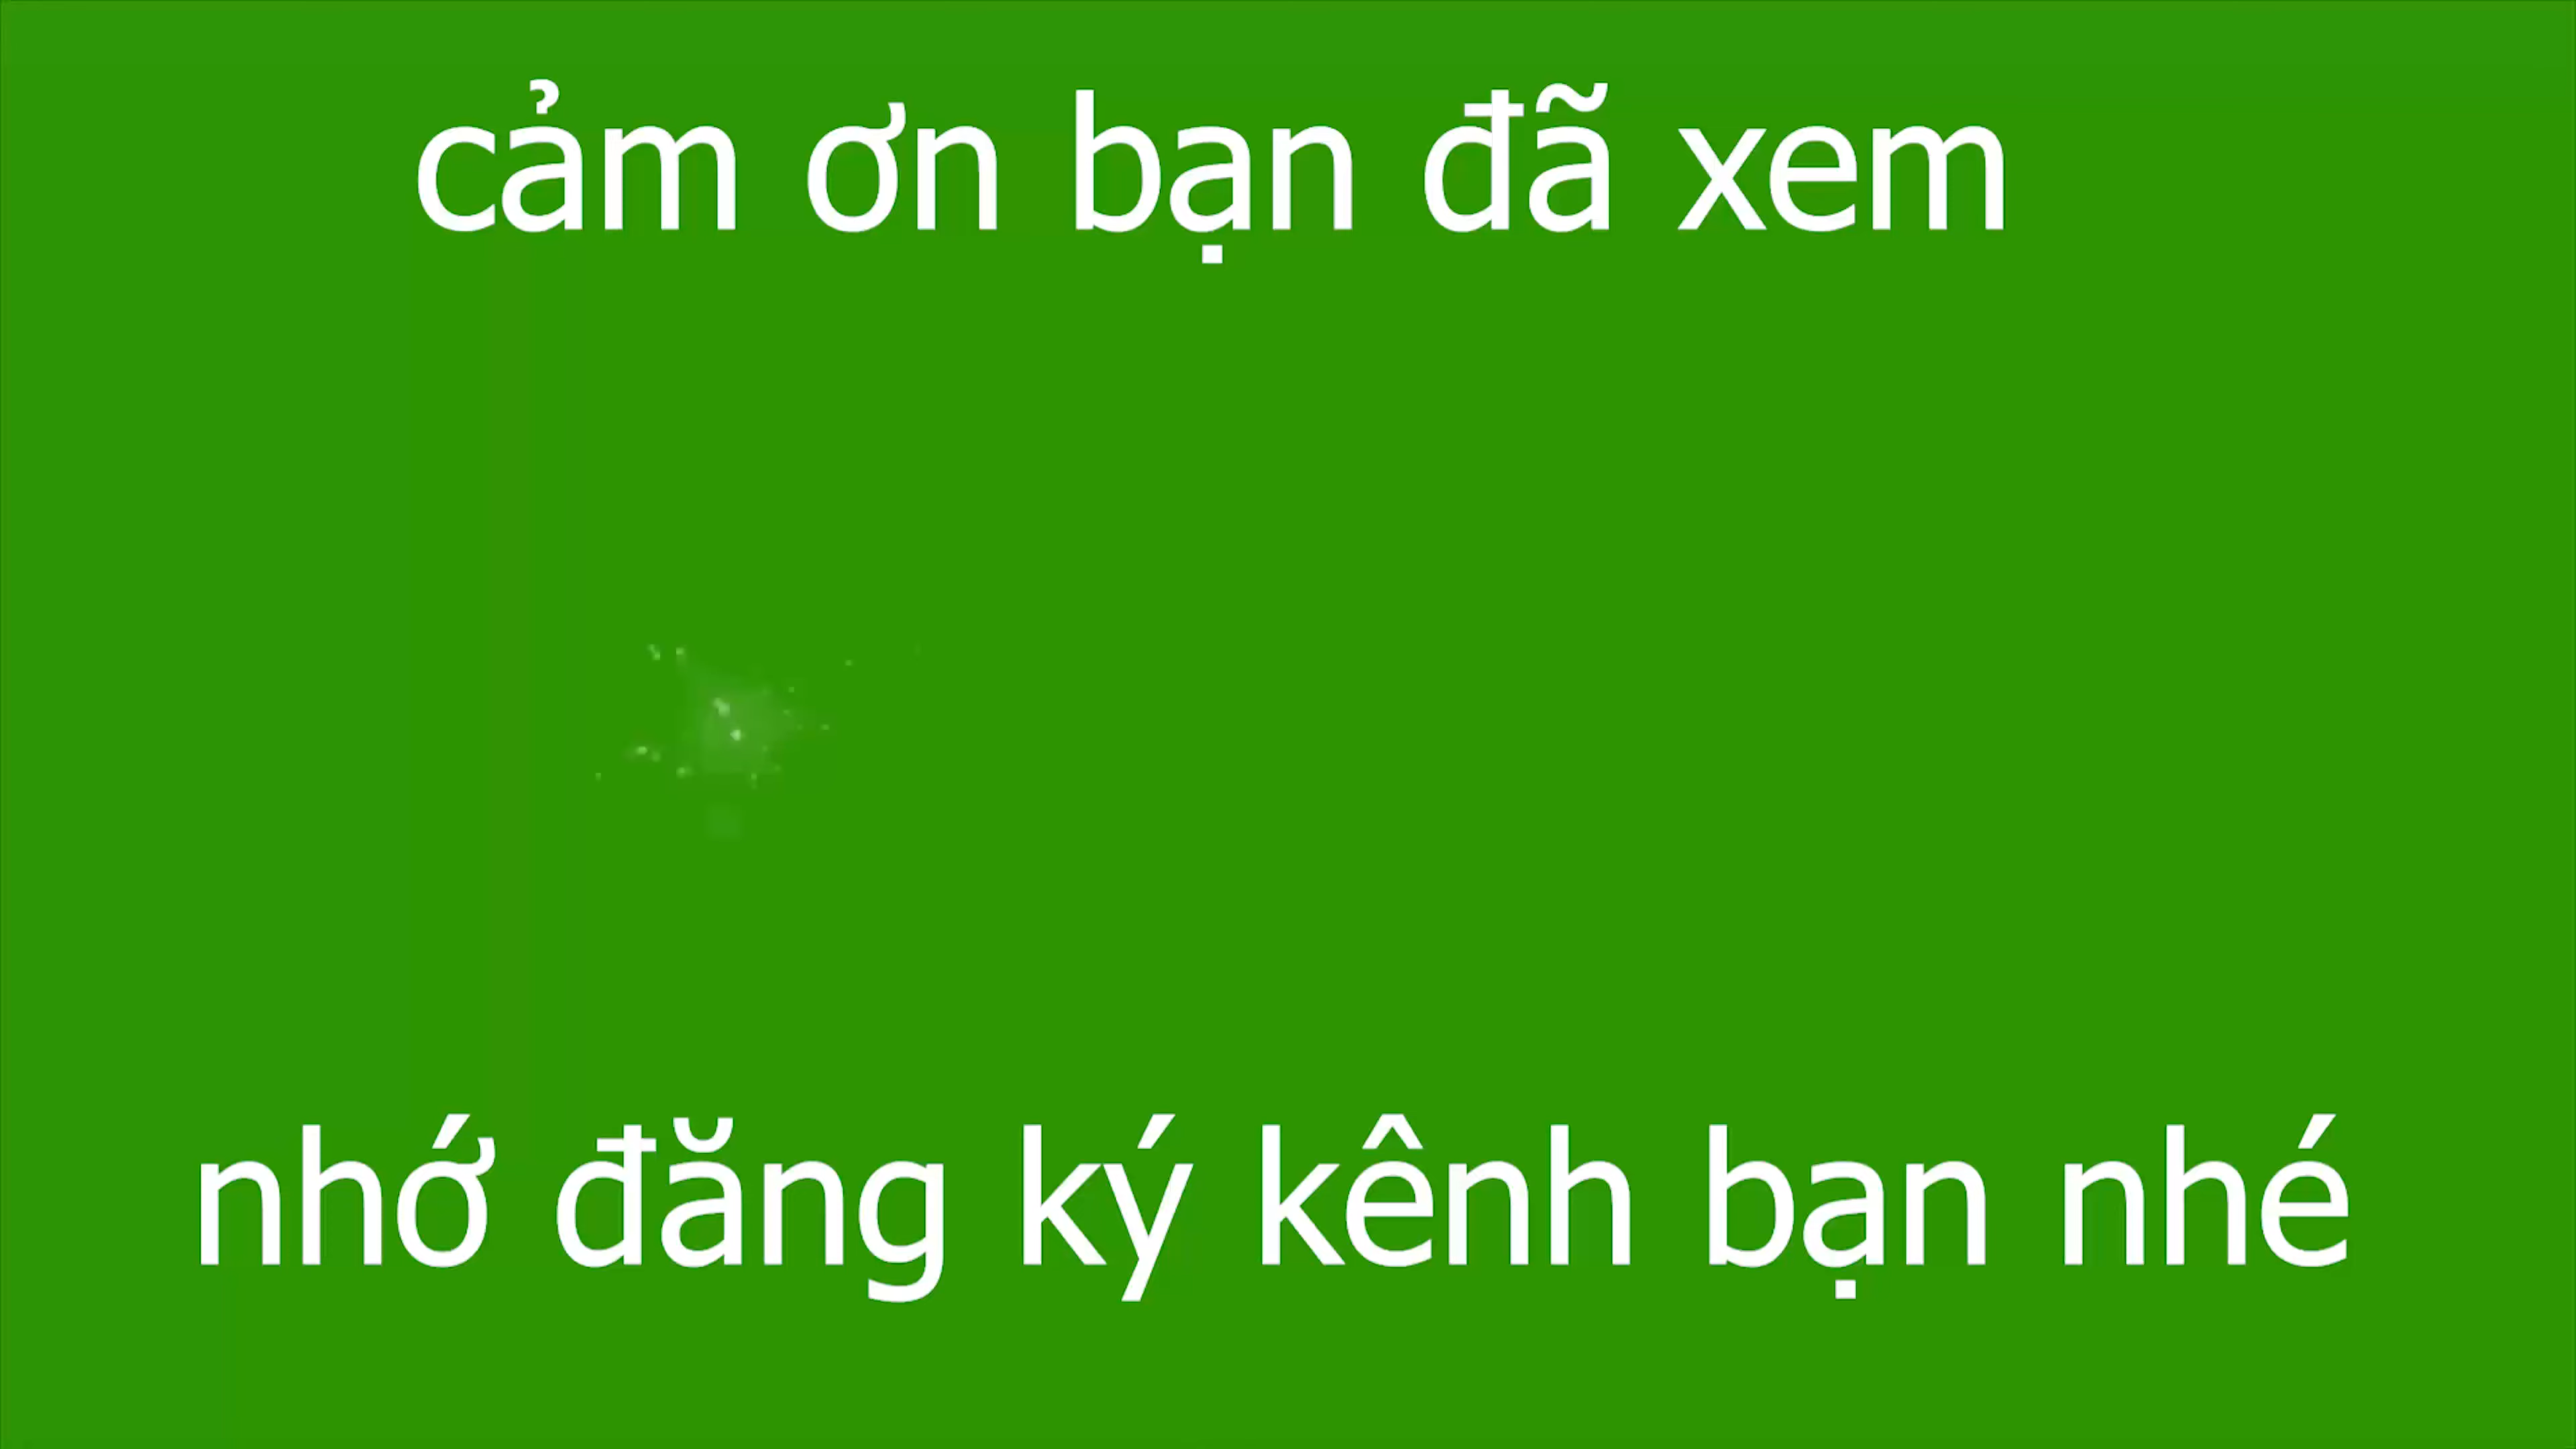 cảm ơn bạn đã xem
nhớ đăng ký kênh bạn nhé